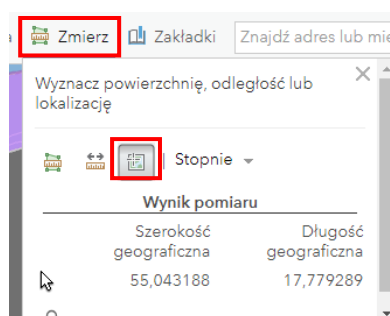 Zmierz Zakładki Znajdź adres lub mie
Wyznacz powierzchnię, odległość lub
lokalizację
Stopnie
Wynik pomiaru
Szerokość Długość
geograficzna geograficzna
55,043188 17,779289